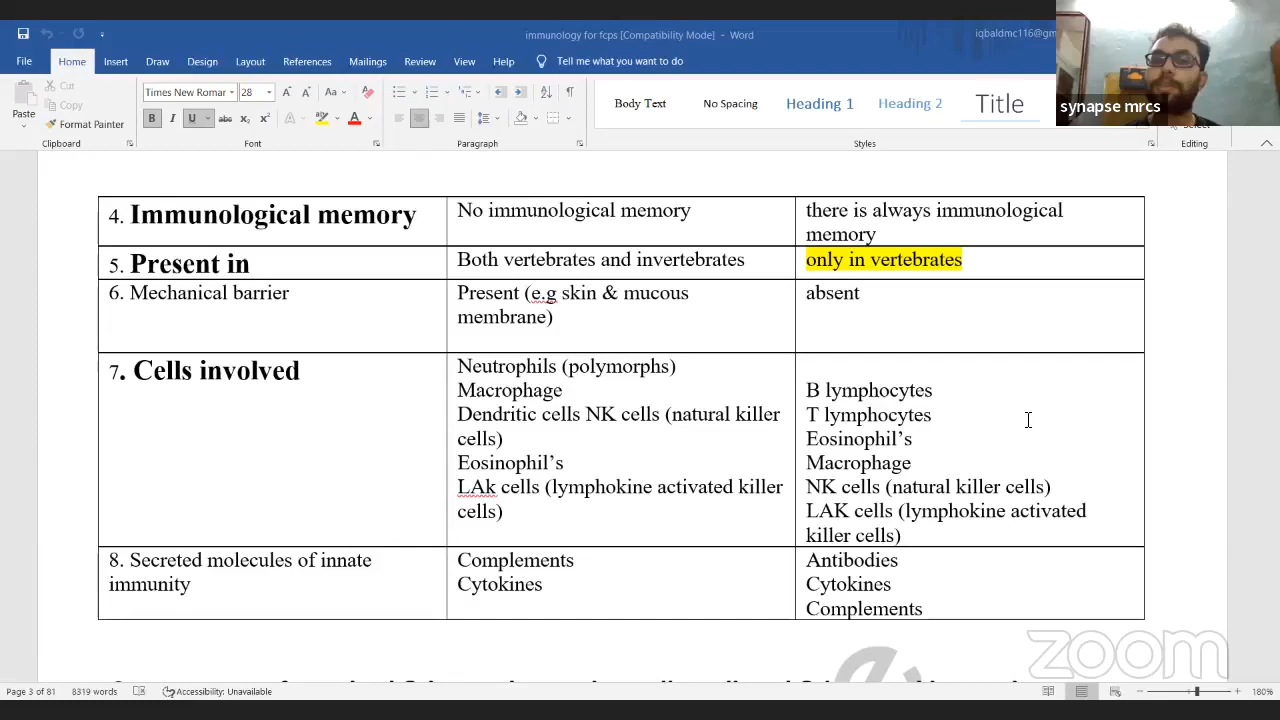 immunology for fcps [Compatibility Mode] - Word
iqbaldmc116@gm
File Home Insert Draw Design Layout References Mailings Review View Help Tell me what you want to do
synapse mrcs
Paste
Cut
Copy
Format Painter
Clipboard
Times New Romar 28
Font
Paragraph
Body Text
No Spacing
Heading 1
Heading 2
Title
Styles
Select
Editing
4. Immunological memory
No immunological memory
there is always immunological
memory
5. Present in
Both vertebrates and invertebrates
only in vertebrates
6. Mechanical barrier
Present (e.g skin & mucous
membrane)
absent
7. Cells involved
Neutrophils (polymorphs)
Macrophage
Dendritic cells NK cells (natural killer
cells)
Eosinophil’s
LAk cells (lymphokine activated killer
cells)
B lymphocytes
T lymphocytes
Eosinophil’s
Macrophage
NK cells (natural killer cells)
LAK cells (lymphokine activated
killer cells)
8. Secreted molecules of innate
immunity
Complements
Cytokines
Antibodies
Cytokines
Complements
zoom
Page 3 of 81 8319 words Accessibility: Unavailable
180%